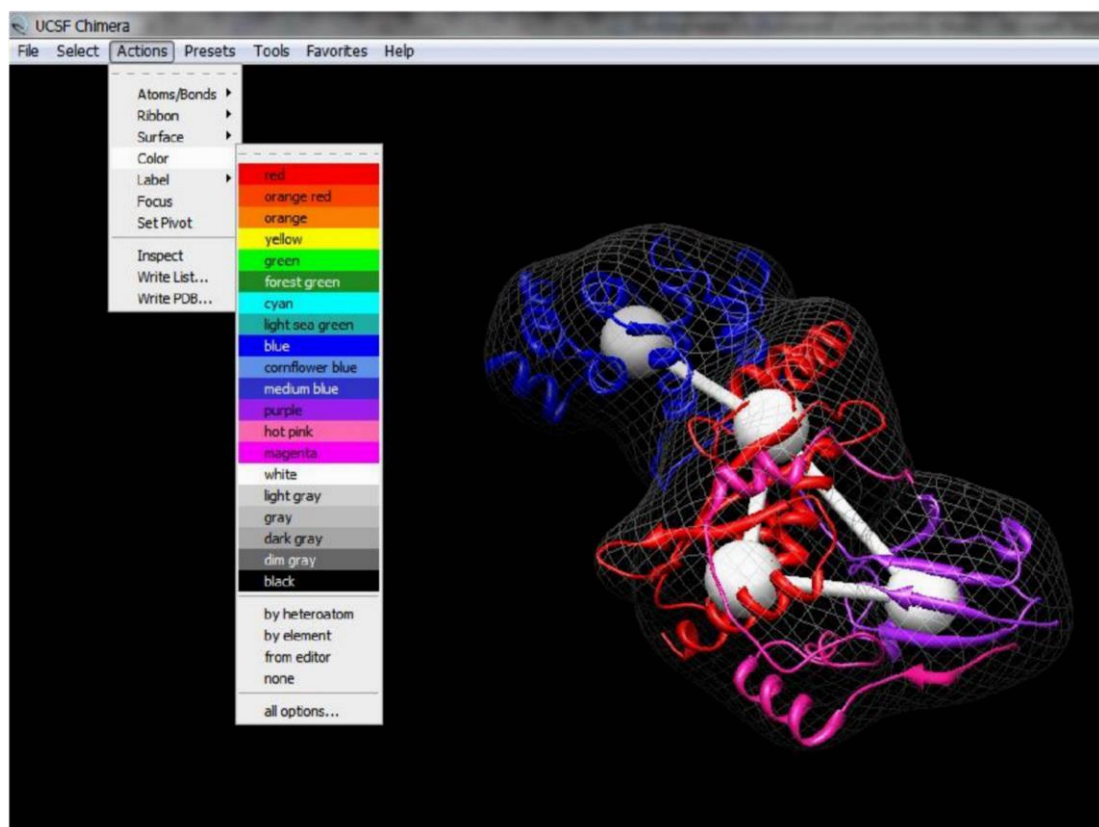 UCSF Chimera
File Select Actions Presets Tools Favorites Help
Atoms/Bonds
Ribbon
Surface
Color
Label
Focus
Set Pivot
Inspect
Write List...
Write PDB...
red
orange red
orange
yellow
green
forest green
cyan
light sea green
blue
cornflower blue
medium blue
purple
hot pink
magenta
white
light gray
gray
dark gray
dim gray
black
by heteroatom
by element
from editor
none
all options...